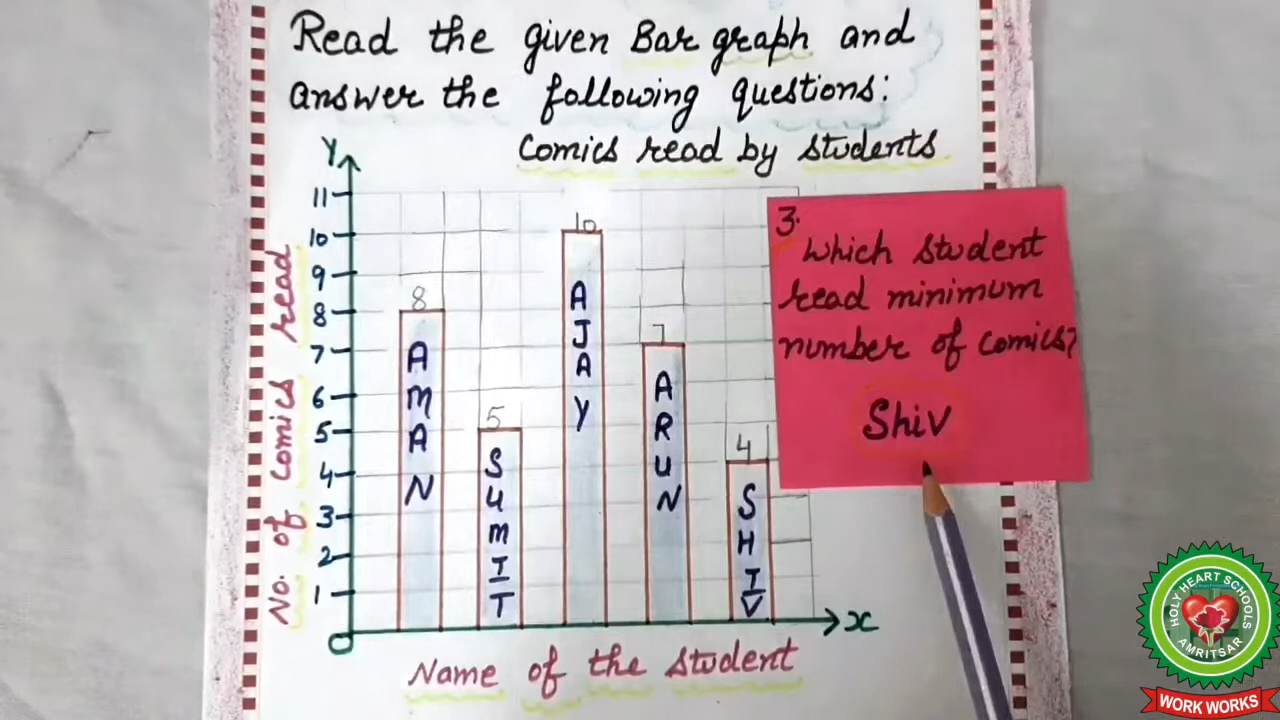 Read the given Bar graph and
answer the following questions:
Comics read by students
Y
11
10
9
8
7
6
5
4
3
2
1
O
x
No. of comics read
8
AMAN
5
SUMIT
10
AJAY
7
ARUN
4
SHIV
Name of the student
3.
Which student
read minimum
number of comics?
Shiv
HOLY HEART SCHOOLS
AMRITSAR
WORK WORKS